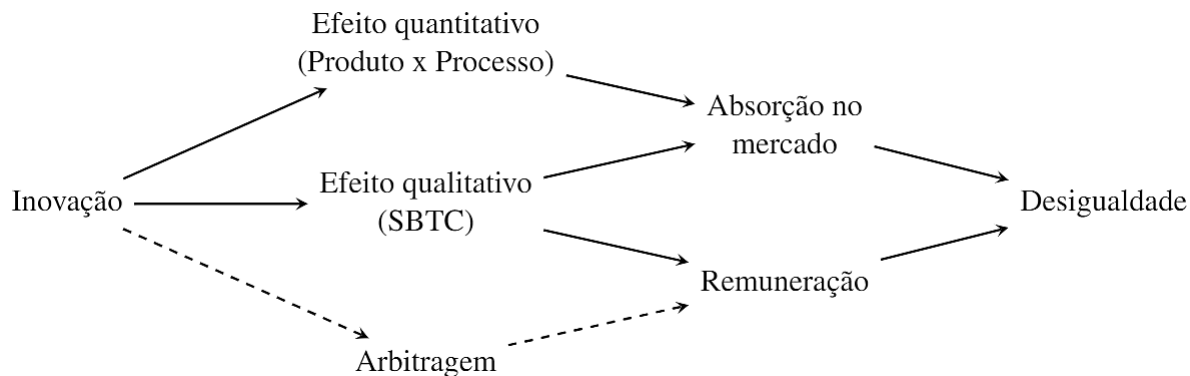 Efeito quantitativo
(Produto x Processo)
Absorção no
mercado
Inovação
Efeito qualitativo
(SBTC)
Desigualdade
Remuneração
Arbitragem